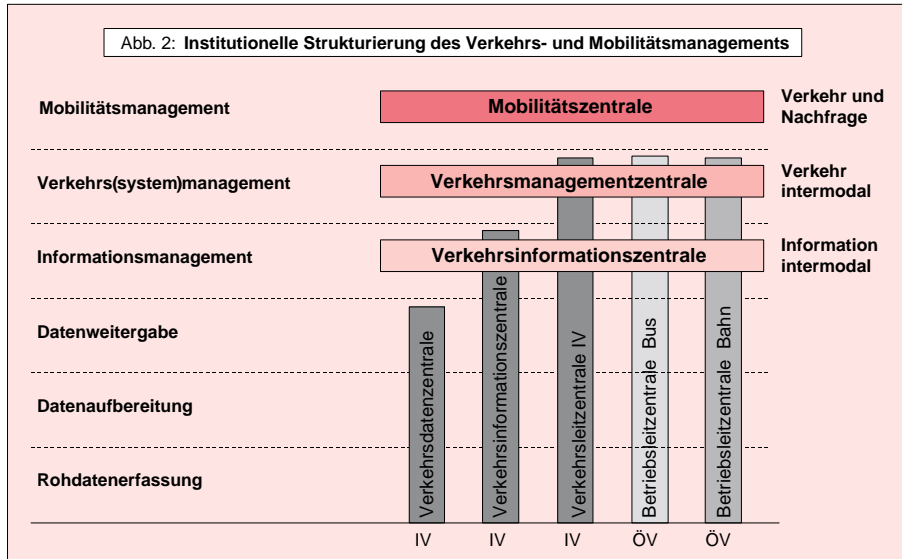 Abb. 2: Institutionelle Strukturierung des Verkehrs- und Mobilitätsmanagements
Mobilitätsmanagement
Mobilitätszentrale
Verkehr und
Nachfrage
Verkehrs(system)management
Verkehrsmanagementzentrale
Verkehr
intermodal
Informationsmanagement
Verkehrsinformationszentrale
Information
intermodal
Datenweitergabe
Datenaufbereitung
Rohdatenerfassung
Verkehrsdatenzentrale
Verkehrsinformationszentrale
Verkehrsleitzentrale IV
Betriebsleitzentrale Bus
Betriebsleitzentrale Bahn
IV IV IV ÖV ÖV